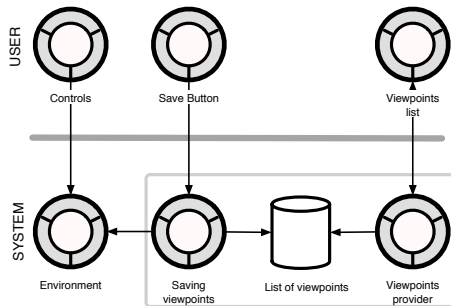 USER
Controls
Save Button
Viewpoints
list
SYSTEM
Environment
Saving
viewpoints
List of viewpoints
Viewpoints
provider